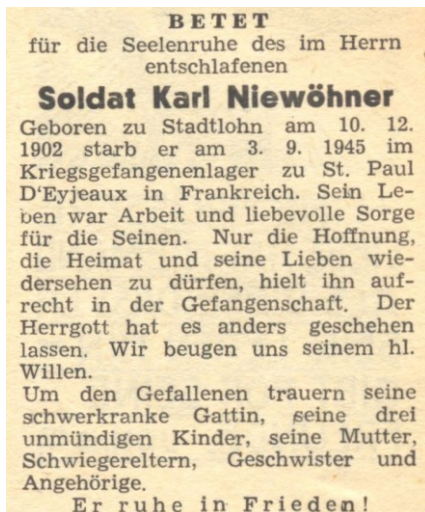 BETET
für die Seelenruhe des im Herrn
entschlafenen
Soldat Karl Niewöhner
Geboren zu Stadtlohn am 10. 12.
1902 starb er am 3. 9. 1945 im
Kriegsgefangenenlager zu St. Paul
D'Eyjeaux in Frankreich. Sein Le-
ben war Arbeit und liebevolle Sorge
für die Seinen. Nur die Hoffnung,
die Heimat und seine Lieben wie-
dersehen zu dürfen, hielt ihn auf-
recht in der Gefangenschaft. Der
Herrgott hat es anders geschehen
lassen. Wir beugen uns seinem hl.
Willen.
Um den Gefallenen trauern seine
schwerkranke Gattin, seine drei
unmündigen Kinder, seine Mutter,
Schwiegereltern, Geschwister und
Angehörige.
Er ruhe in Frieden!